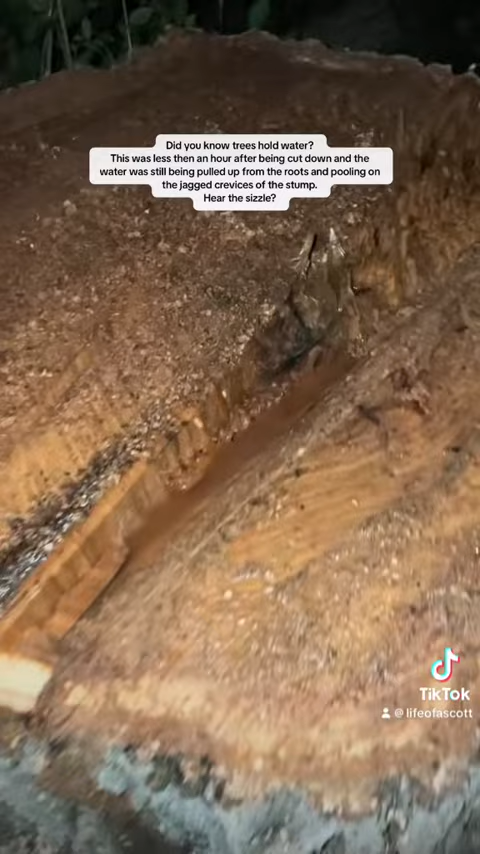 Did you know trees hold water?
This was less then an hour after being cut down and the
water was still being pulled up from the roots and pooling on
the jagged crevices of the stump.
Hear the sizzle?
TikTok
@lifeofascott